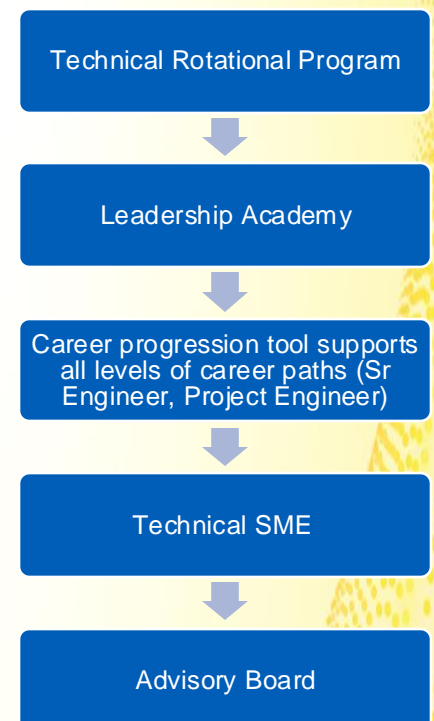 Technical Rotational Program
Leadership Academy
Career progression tool supports
all levels of career paths (Sr
Engineer, Project Engineer)
Technical SME
Advisory Board